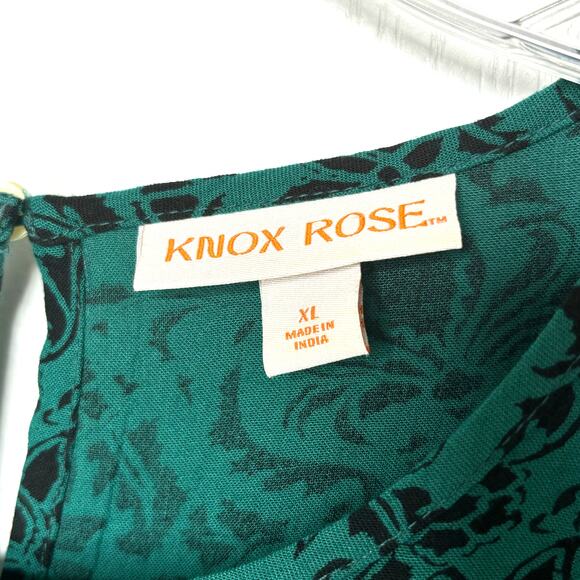 KNOX ROSE™
XL
MADE IN
INDIA